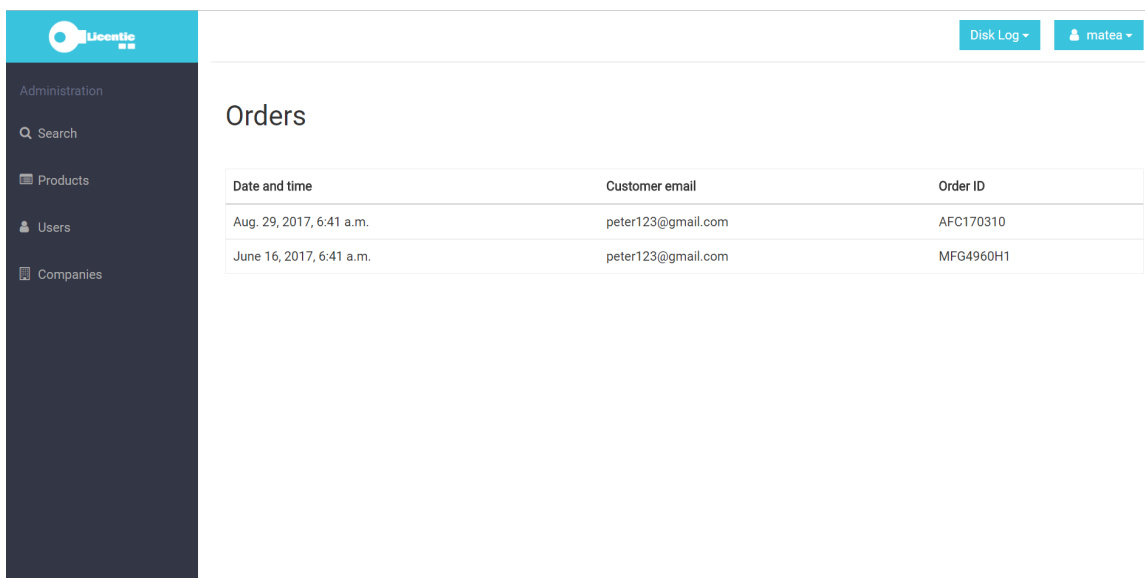 Licentic
Disk Log
matea
Administration
Search
Products
Users
Companies
Orders
Date and time Customer email Order ID
Aug. 29, 2017, 6:41 a.m. peter123@gmail.com AFC170310
June 16, 2017, 6:41 a.m. peter123@gmail.com MFG4960H1